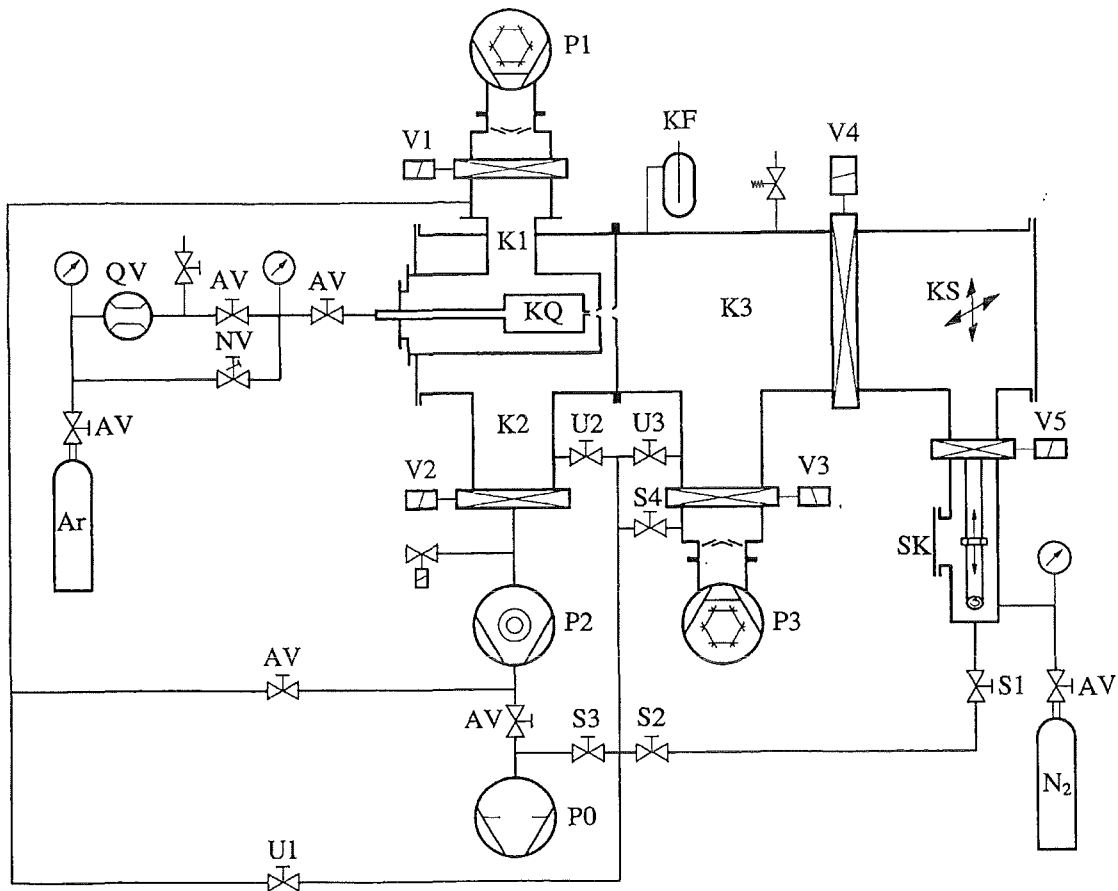 P1
KF
V4
V1
K1
QV
AV
AV
KQ
K3
KS
NV
AV
K2
U2
U3
V5
V2
V3
S4
Ar
SK
P2
P3
AV
AV
S3
S2
S1
AV
N₂
P0
U1